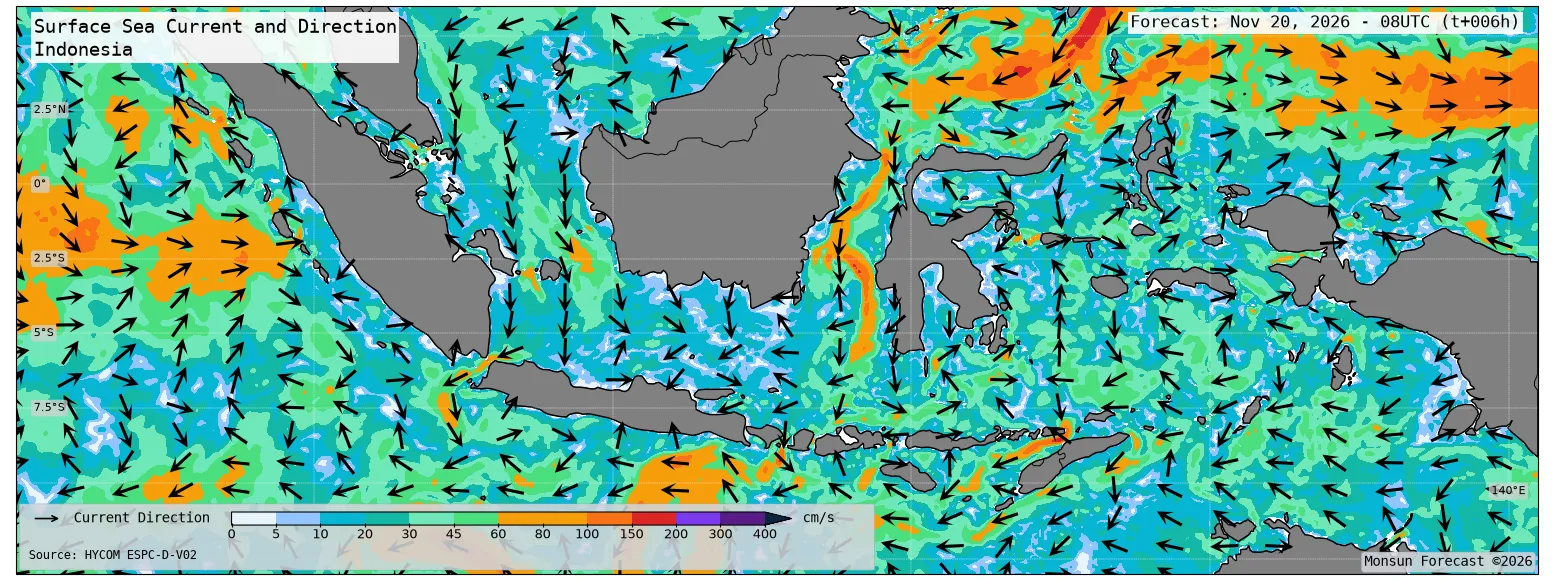 Surface Sea Current and Direction
Indonesia
Forecast: Nov 20, 2026 - 08UTC (t+006h)
2.5°N
0°
2.5°S
5°S
7.5°S
140°E
Current Direction
0 5 10 20 30 45 60 80 100 150 200 300 400
cm/s
Source: HYCOM ESPC-D-V02
Monsun Forecast ©2026